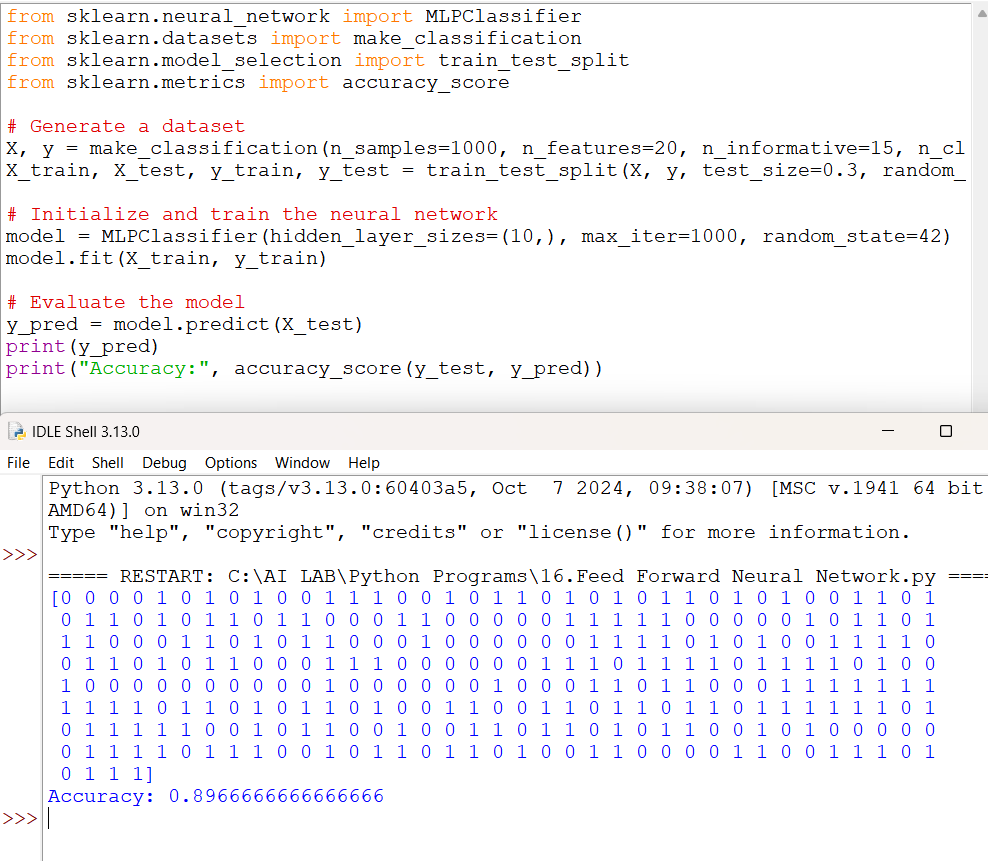 from sklearn.neural_network import MLPClassifier
from sklearn.datasets import make_classification
from sklearn.model_selection import train_test_split
from sklearn.metrics import accuracy_score
# Generate a dataset
X, y = make_classification(n_samples=1000, n_features=20, n_informative=15, n_cl
X_train, X_test, y_train, y_test = train_test_split(X, y, test_size=0.3, random_
# Initialize and train the neural network
model = MLPClassifier(hidden_layer_sizes=(10,), max_iter=1000, random_state=42)
model.fit(X_train, y_train)
# Evaluate the model
y_pred = model.predict(X_test)
print(y_pred)
print("Accuracy:", accuracy_score(y_test, y_pred))
IDLE Shell 3.13.0
File Edit Shell Debug Options Window Help
Python 3.13.0 (tags/v3.13.0:60403a5, Oct  7 2024, 09:38:07) [MSC v.1941 64 bit
AMD64)] on win32
Type "help", "copyright", "credits" or "license()" for more information.
>>>
===== RESTART: C:\AI LAB\Python Programs\16.Feed Forward Neural Network.py ====
[0 0 0 0 1 0 1 0 1 0 0 1 1 1 0 0 1 0 1 1 0 1 0 1 0 1 1 0 1 0 1 0 0 1 1 0 1
0 1 1 0 1 0 1 1 0 1 1 0 0 0 1 1 0 0 0 0 0 1 1 1 1 1 0 0 0 0 0 1 0 1 1 0 1
1 1 0 0 0 1 1 0 1 0 1 1 0 0 0 1 0 0 0 0 0 0 1 1 1 1 0 1 0 1 0 0 1 1 1 1 0
0 1 1 0 1 0 1 1 0 0 0 1 1 1 0 0 0 0 0 0 1 1 1 0 1 1 1 1 0 1 1 1 1 0 1 0 0
1 0 0 0 0 0 0 0 0 0 0 1 0 0 0 0 0 0 1 0 0 0 1 1 0 1 1 0 0 0 1 1 1 1 1 1 1
1 1 1 1 0 1 1 0 1 0 1 1 0 1 0 0 1 1 0 0 1 1 0 1 1 0 1 1 0 1 1 1 1 1 1 0 1
0 1 1 1 1 1 0 0 1 0 1 1 0 0 1 0 0 1 1 0 1 1 0 1 0 1 1 0 0 1 0 1 0 0 0 0 0
0 1 1 1 1 0 1 1 1 0 0 1 0 1 1 0 1 1 0 1 0 0 1 1 0 0 0 0 1 1 0 0 1 1 1 0 1
0 1 1 1]
Accuracy: 0.8966666666666666
>>>